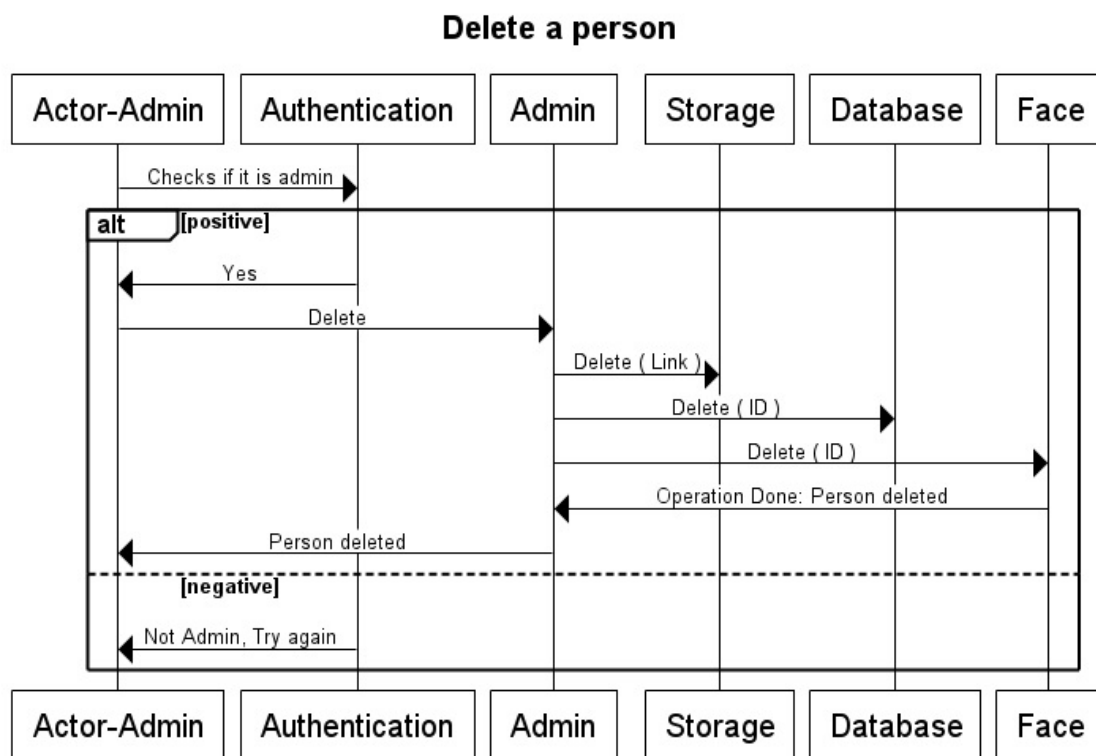 Delete a person
Actor-Admin Authentication Admin Storage Database Face
Checks if it is admin
alt [positive]
Yes
Delete
Delete ( Link )
Delete ( ID )
Delete ( ID )
Operation Done: Person deleted
Person deleted
[negative]
Not Admin, Try again
Actor-Admin Authentication Admin Storage Database Face